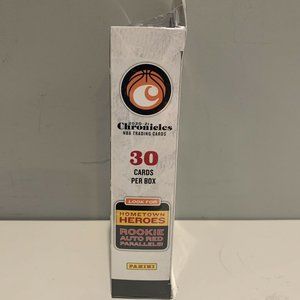 2020-21
Chronicles
NBA TRADING CARDS
30
CARDS
PER BOX
LOOK FOR
HOMETOWN
HEROES
ROOKIE
AUTO RED
PARALLELS!
PANINI